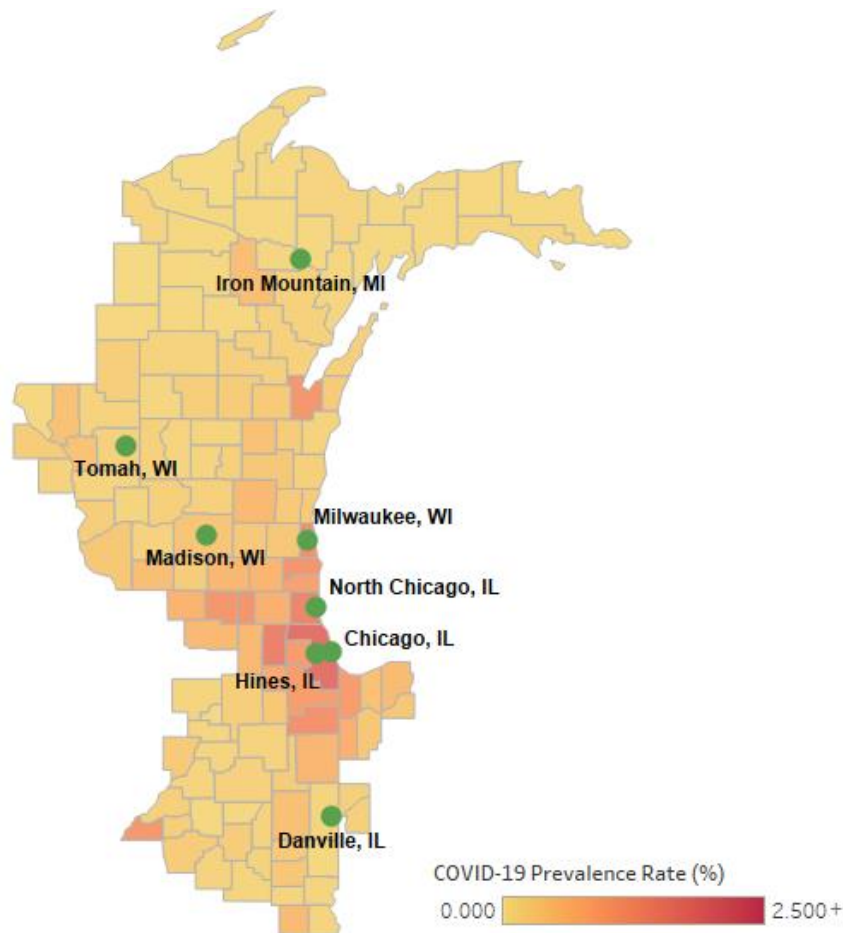 Iron Mountain, MI
Tomah, WI
Milwaukee, WI
Madison, WI
North Chicago, IL
Chicago, IL
Hines, IL
Danville, IL
COVID-19 Prevalence Rate (%)
0.000 2.500+